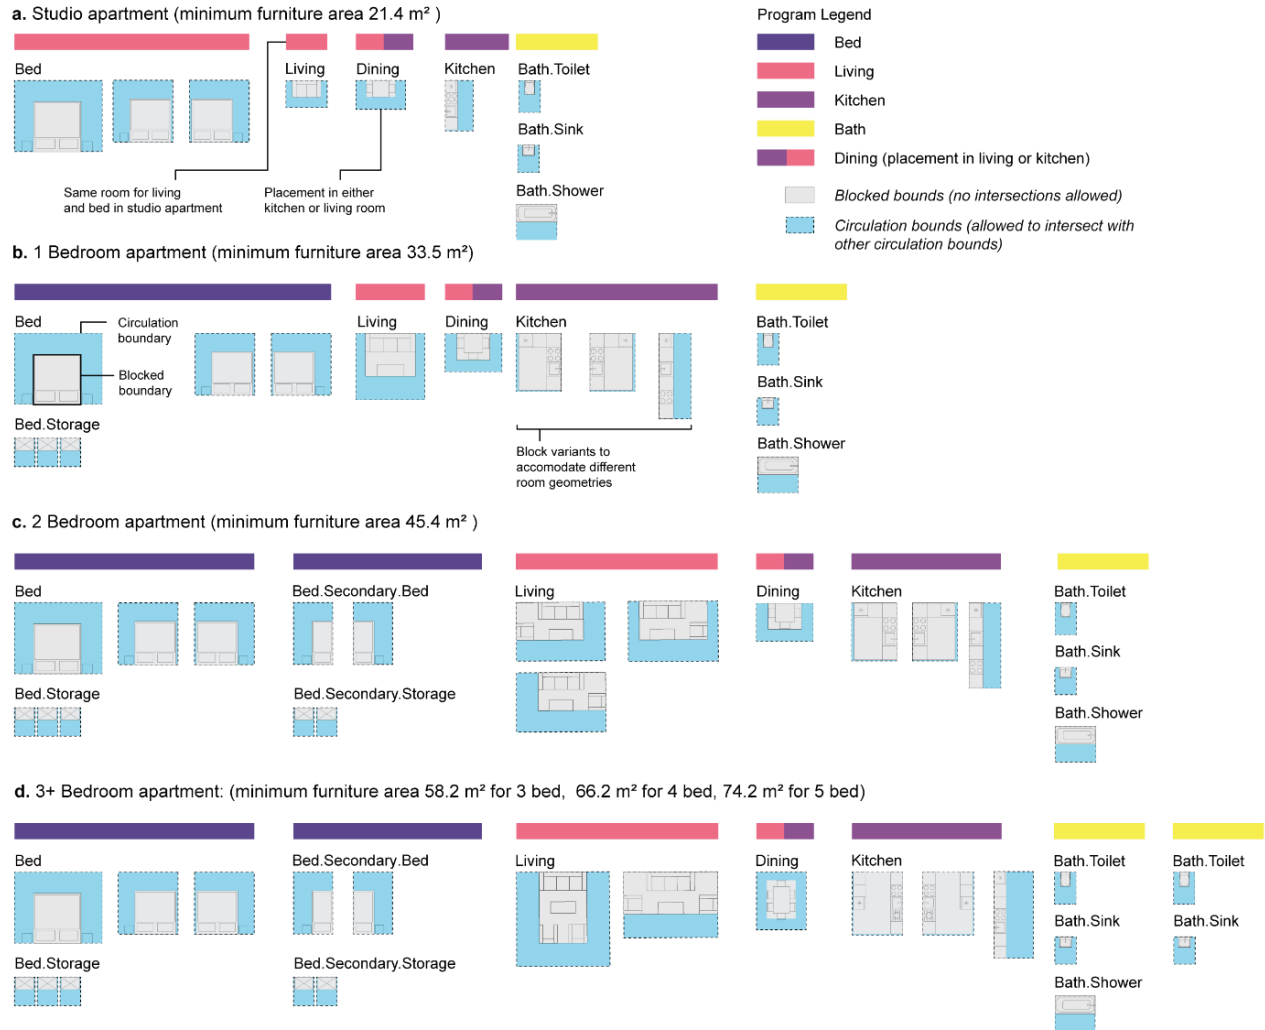 a. Studio apartment (minimum furniture area 21.4 m² )
Bed
Living
Dining
Kitchen
Bath.Toilet
Bath.Sink
Bath.Shower
Same room for living
and bed in studio apartment
Placement in either
kitchen or living room
Program Legend
Bed
Living
Kitchen
Bath
Dining (placement in living or kitchen)
Blocked bounds (no intersections allowed)
Circulation bounds (allowed to intersect with
other circulation bounds)
b. 1 Bedroom apartment (minimum furniture area 33.5 m²)
Bed
Circulation
boundary
Blocked
boundary
Bed.Storage
Living
Dining
Kitchen
Block variants to
accomodate different
room geometries
Bath.Toilet
Bath.Sink
Bath.Shower
c. 2 Bedroom apartment (minimum furniture area 45.4 m² )
Bed
Bed.Storage
Bed.Secondary.Bed
Bed.Secondary.Storage
Living
Dining
Kitchen
Bath.Toilet
Bath.Sink
Bath.Shower
d. 3+ Bedroom apartment: (minimum furniture area 58.2 m² for 3 bed, 66.2 m² for 4 bed, 74.2 m² for 5 bed)
Bed
Bed.Storage
Bed.Secondary.Bed
Bed.Secondary.Storage
Living
Dining
Kitchen
Bath.Toilet
Bath.Sink
Bath.Shower
Bath.Toilet
Bath.Sink